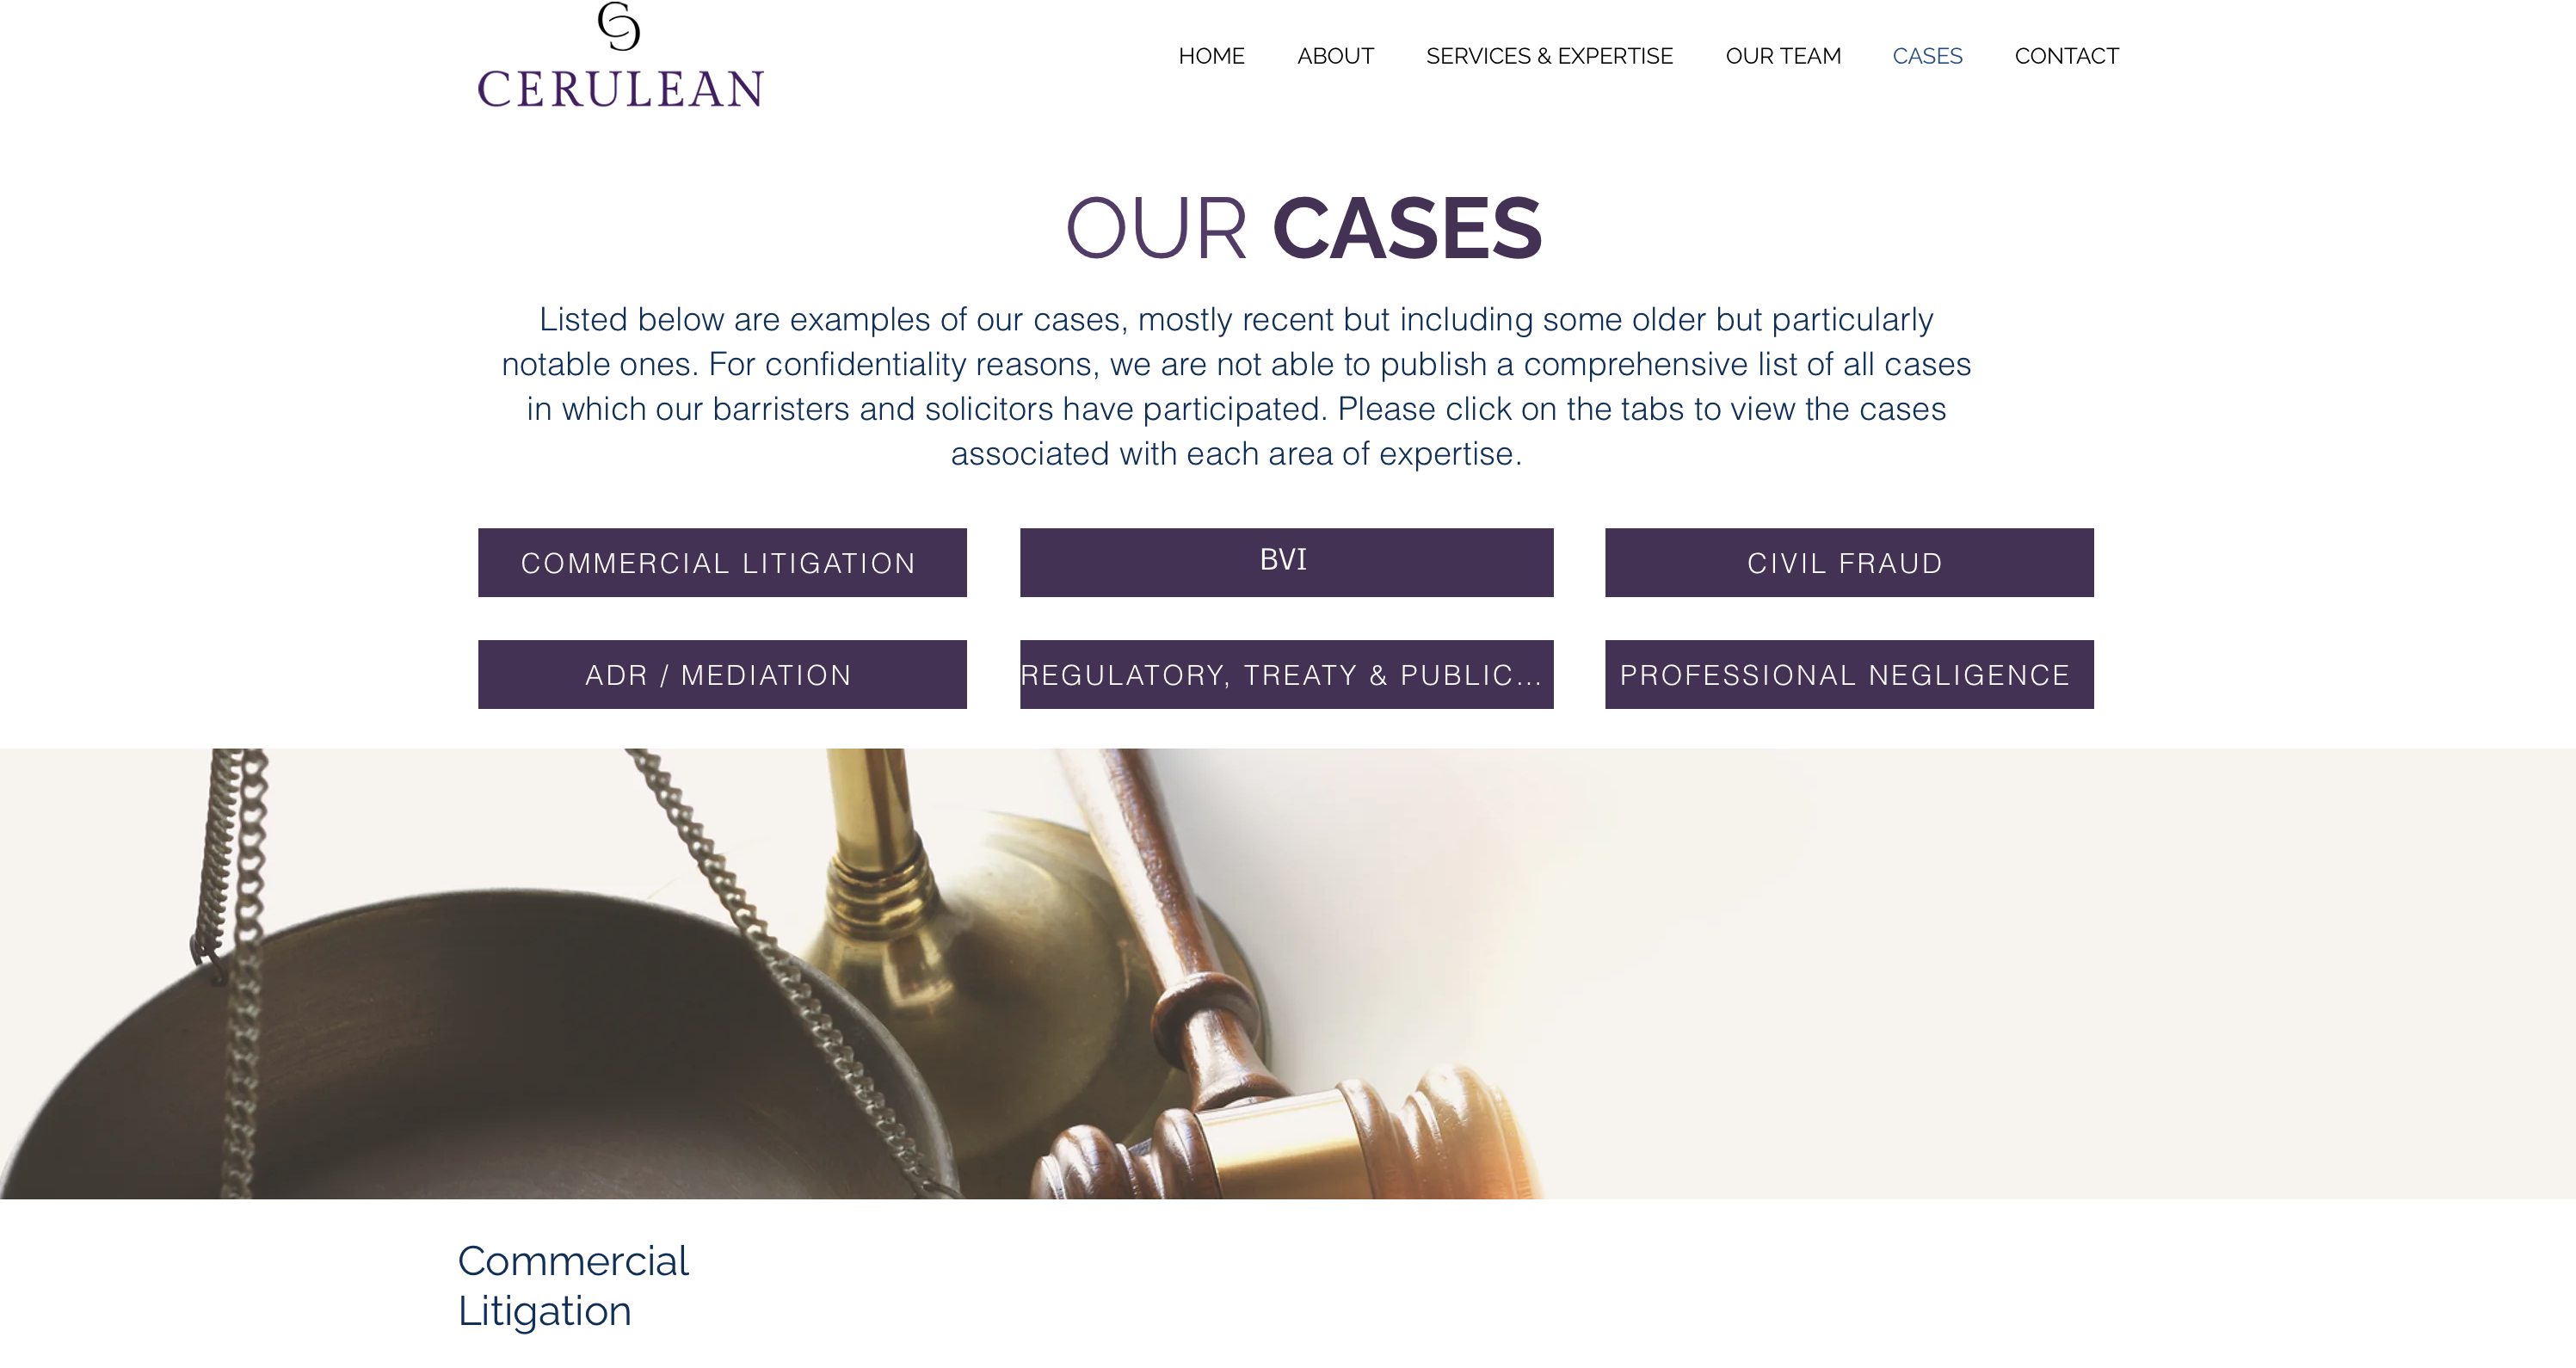 CERULEAN
HOME ABOUT SERVICES & EXPERTISE OUR TEAM CASES CONTACT
OUR CASES
Listed below are examples of our cases, mostly recent but including some older but particularly
notable ones. For confidentiality reasons, we are not able to publish a comprehensive list of all cases
in which our barristers and solicitors have participated. Please click on the tabs to view the cases
associated with each area of expertise.
COMMERCIAL LITIGATION BVI CIVIL FRAUD
ADR / MEDIATION REGULATORY, TREATY & PUBLIC... PROFESSIONAL NEGLIGENCE
Commercial
Litigation